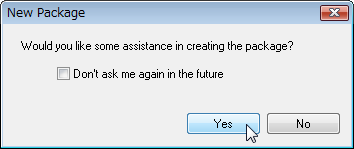 New Package
Would you like some assistance in creating the package?
Don't ask me again in the future
Yes No